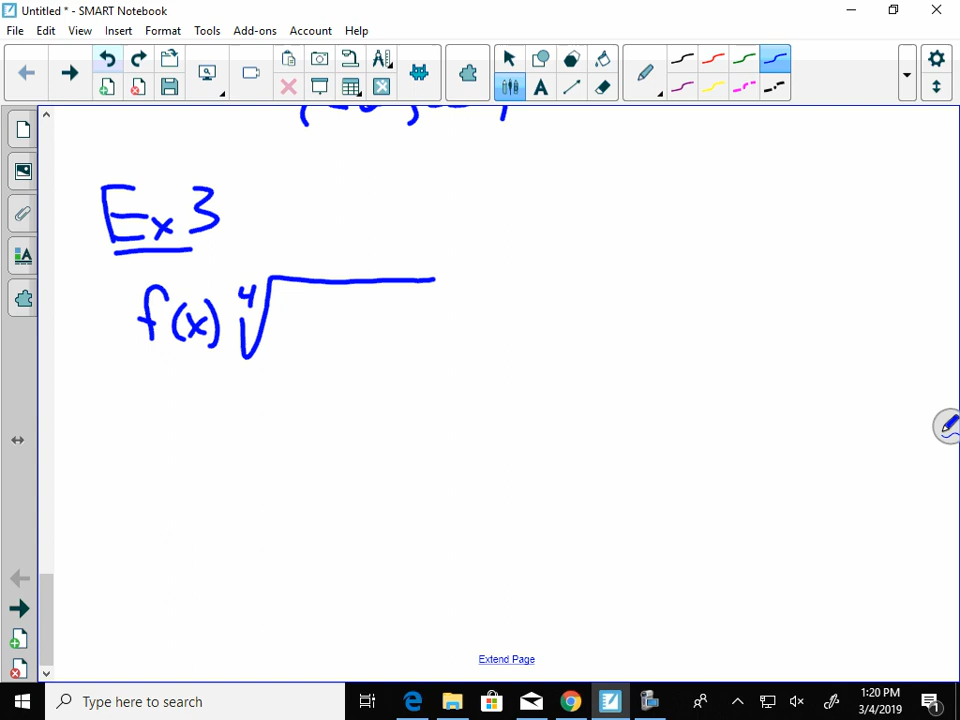 Untitled * - SMART Notebook
File Edit View Insert Format Tools Add-ons Account Help
Ex 3
f(x) ∜
Extend Page
Type here to search
1:20 PM
3/4/2019
1